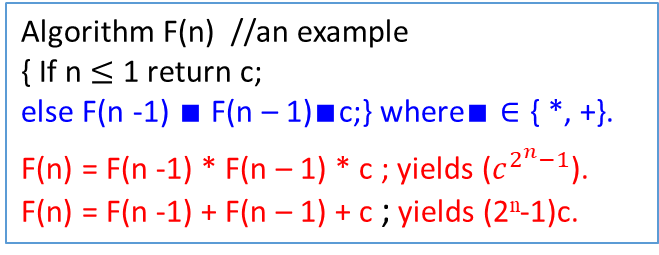 Algorithm F(n)  //an example
{ If n ≤ 1 return c;
else F(n -1) ■ F(n – 1)■c;} where■ ∈ { *, +}.
F(n) = F(n -1) * F(n – 1) * c ; yields (c^{2^n−1}).
F(n) = F(n -1) + F(n – 1) + c ; yields (2ⁿ-1)c.